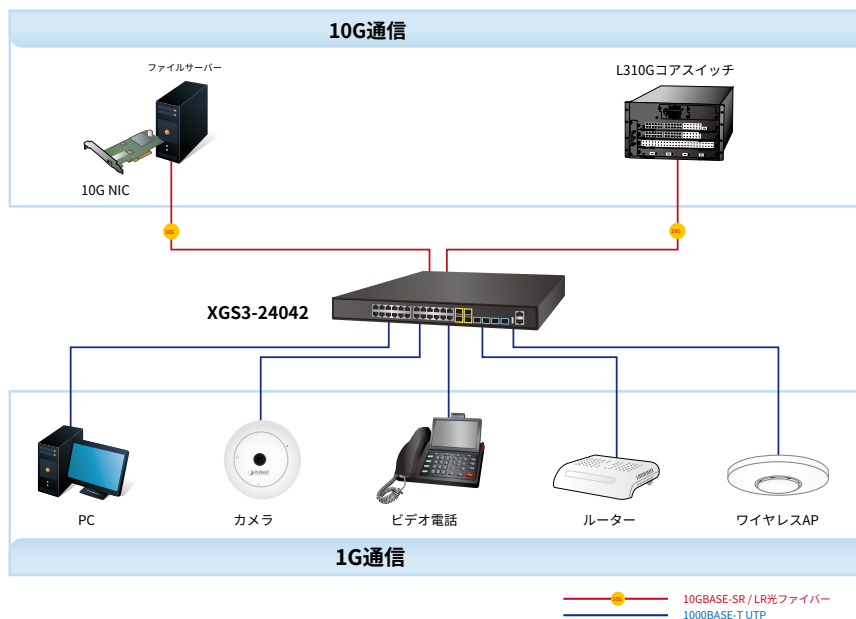 10G通信
ファイルサーバー
L310Gコアスイッチ
10G NIC
10G
10G
XGS3-24042
PLANET
PC
カメラ
ビデオ電話
ルーター
ワイヤレスAP
1G通信
10G
10GBASE-SR / LR光ファイバー
1000BASE-T UTP